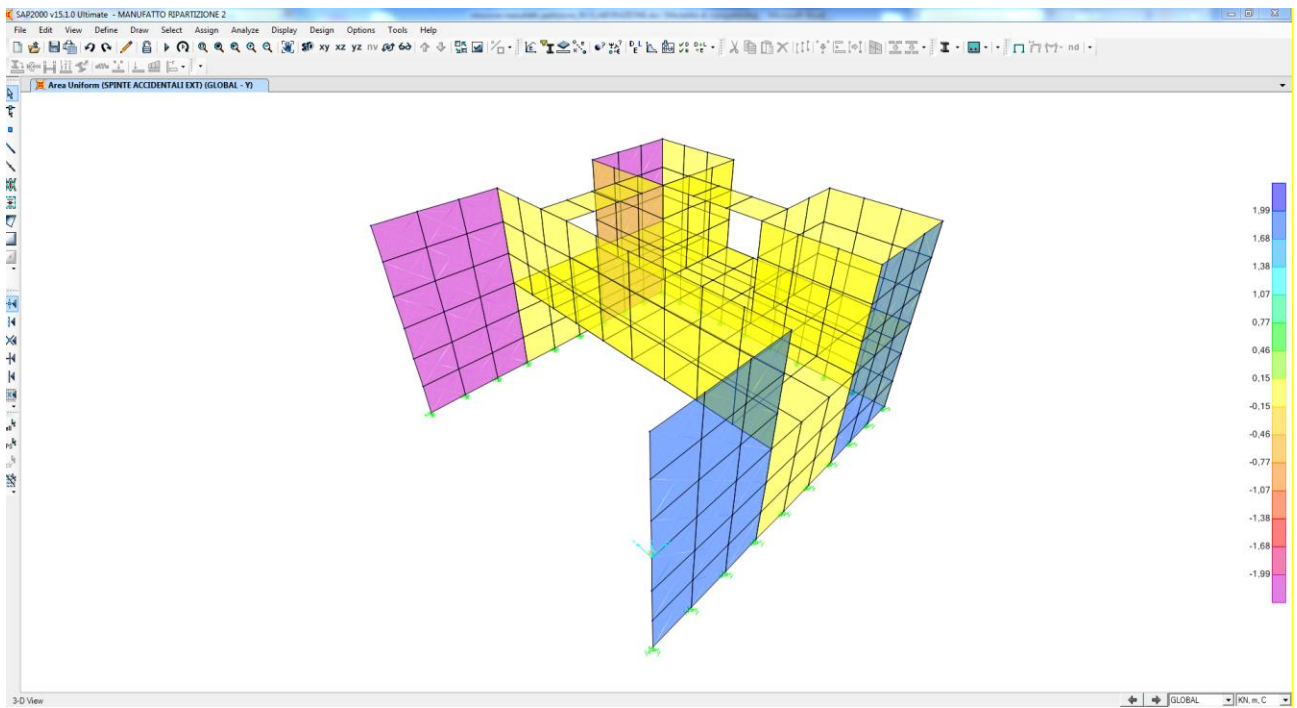 SAP2000 v15.1.0 Ultimate - MANUFATTO RIPARTIZIONE 2
File Edit View Define Draw Select Assign Analyze Display Design Options Tools Help
xy xz yz nv nd
Area Uniform (SPINTE ACCIDENTALI EXT) (GLOBAL - Y)
1,99
1,68
1,38
1,07
0,77
0,46
0,15
-0,15
-0,46
-0,77
-1,07
-1,38
-1,68
-1,99
3-D View GLOBAL KN, m, C